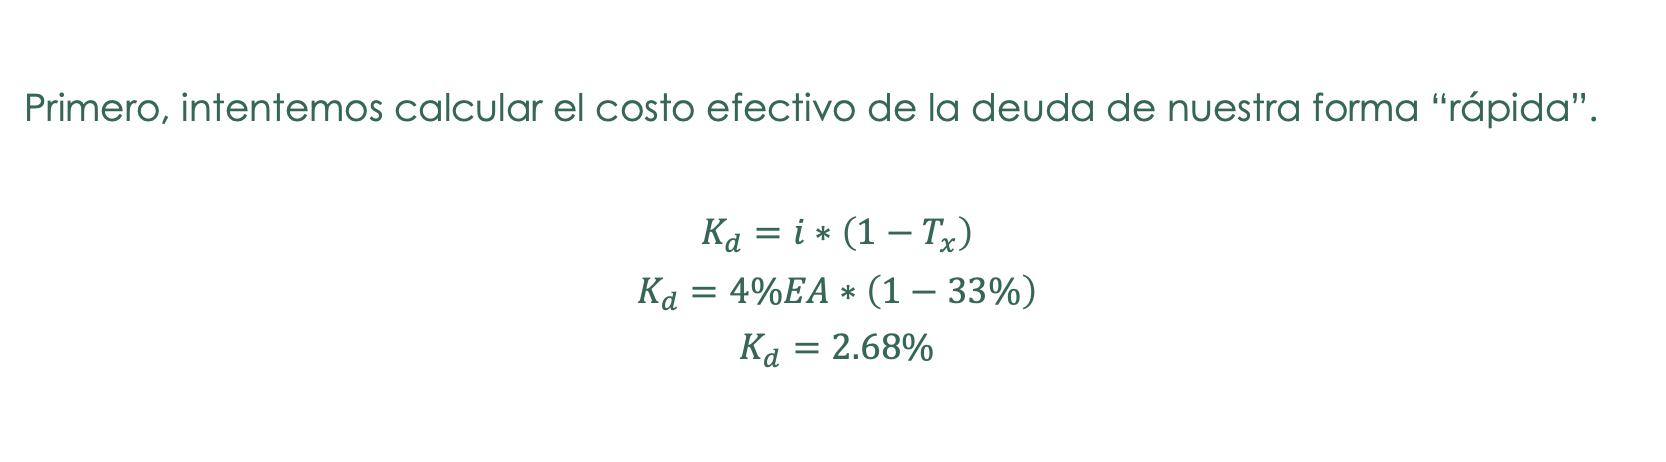 Primero, intentemos calcular el costo efectivo de la deuda de nuestra forma “rápida”.
K_d = i * (1 − T_x)
K_d = 4%EA * (1 − 33%)
K_d = 2.68%